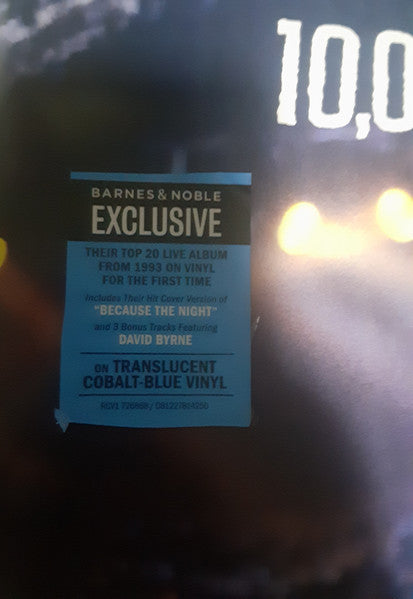 10,0
BARNES & NOBLE
EXCLUSIVE
THEIR TOP 20 LIVE ALBUM
FROM 1993 ON VINYL
FOR THE FIRST TIME
Includes Their Hit Cover Version of
"BECAUSE THE NIGHT"
and 3 Bonus Tracks Featuring
DAVID BYRNE
ON TRANSLUCENT
COBALT-BLUE VINYL